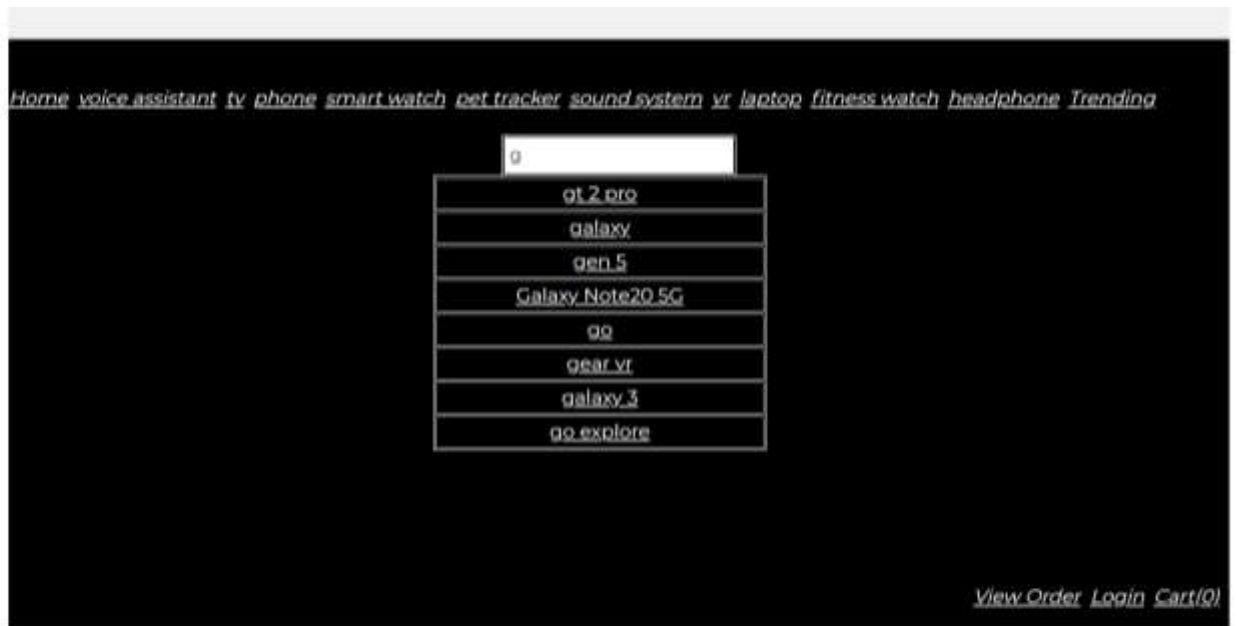 Home voice assistant tv phone smart watch pet tracker sound system vr laptop fitness watch headphone Trending
g
gt 2 pro
galaxy
gen 5
Galaxy Note20 5G
go
gear vr
galaxy 3
go explore
View Order Login Cart(0)